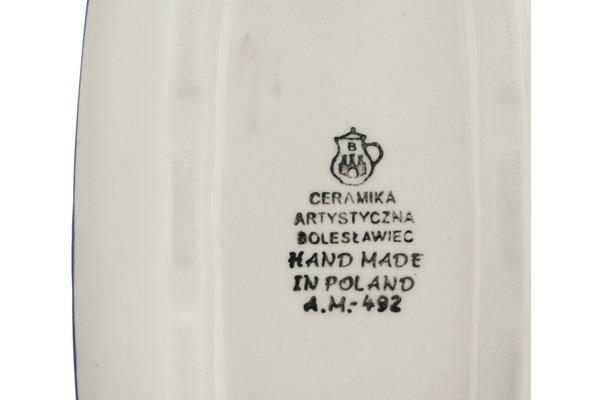 B
CERAMIKA
ARTYSTYCZNA
BOLESŁAWIEC
HAND MADE
IN POLAND
A.M.-492